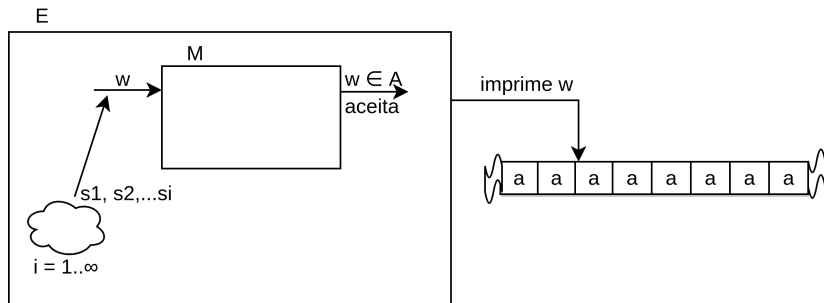 E
M
w
w ∈ A
aceita
imprime w
a a a a a a a a
s1, s2,...si
i = 1..∞